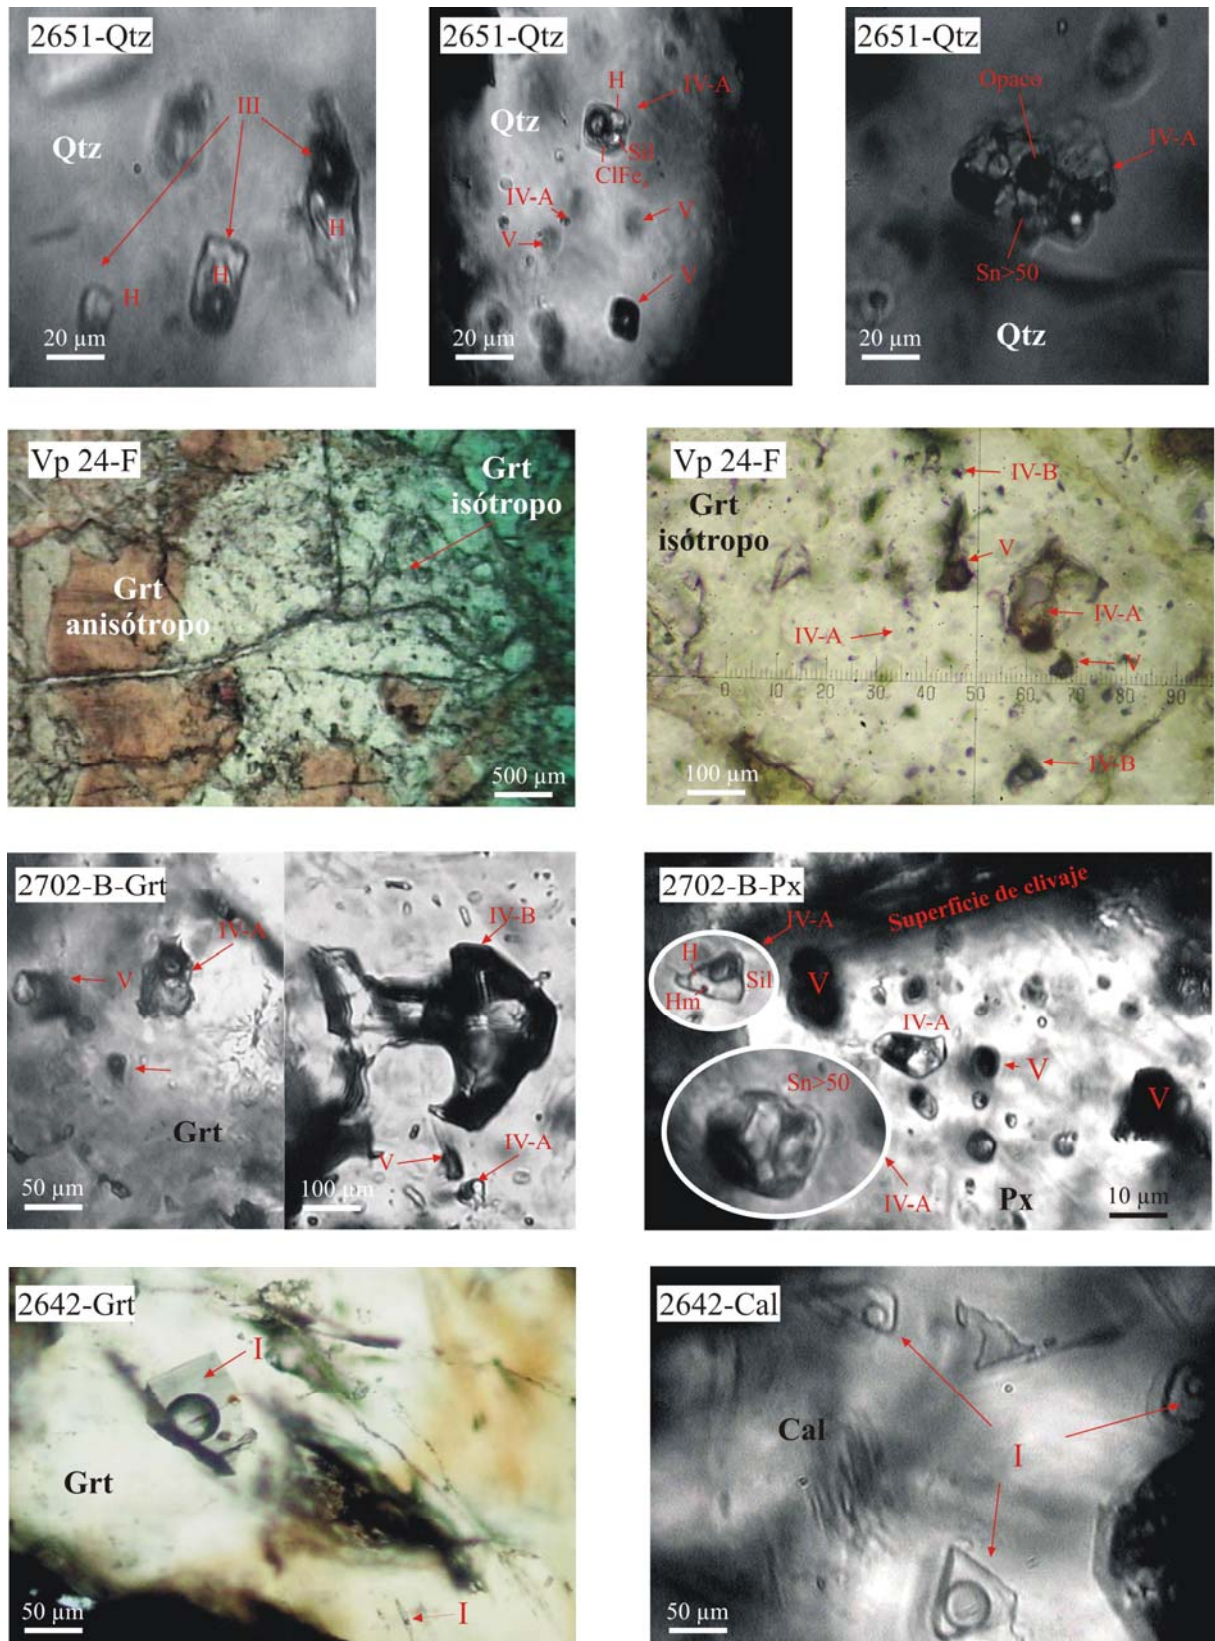 2651-Qtz
III
Qtz
H
H
H
20 µm
2651-Qtz
H
IV-A
Qtz
Sil
ClFe
IV-A
V
V
V
20 µm
2651-Qtz
Opaco
IV-A
Sn>50
20 µm
Qtz
Vp 24-F
Grt
isótropo
Grt
anisótropo
500 µm
Vp 24-F
IV-B
Grt
isótropo
V
IV-A
IV-A
V
0 10 20 30 40 50 60 70 80 90
IV-B
100 µm
2702-B-Grt
IV-A
V
Grt
50 µm
IV-B
V
IV-A
100 µm
2702-B-Px
Superficie de clivaje
IV-A
H
Sil
Hm
V
IV-A
Sn>50
V
V
IV-A
Px
10 µm
2642-Grt
I
Grt
I
50 µm
2642-Cal
Cal
I
50 µm